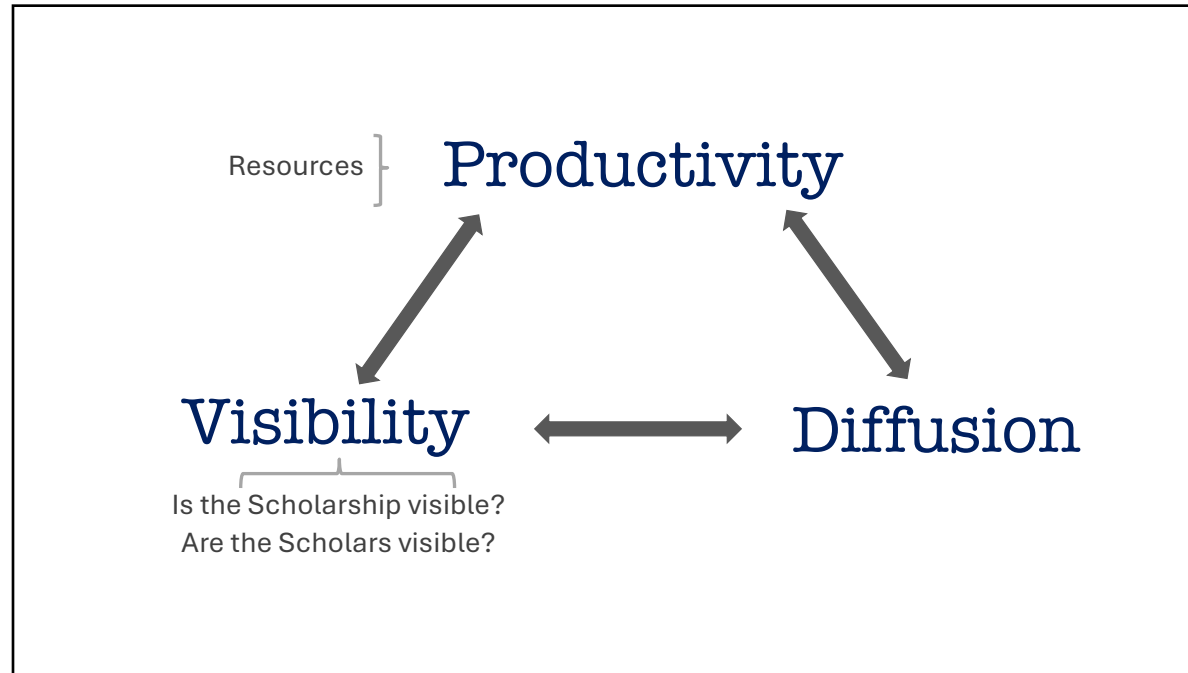 Resources
Productivity
Visibility
Diffusion
Is the Scholarship visible?
Are the Scholars visible?